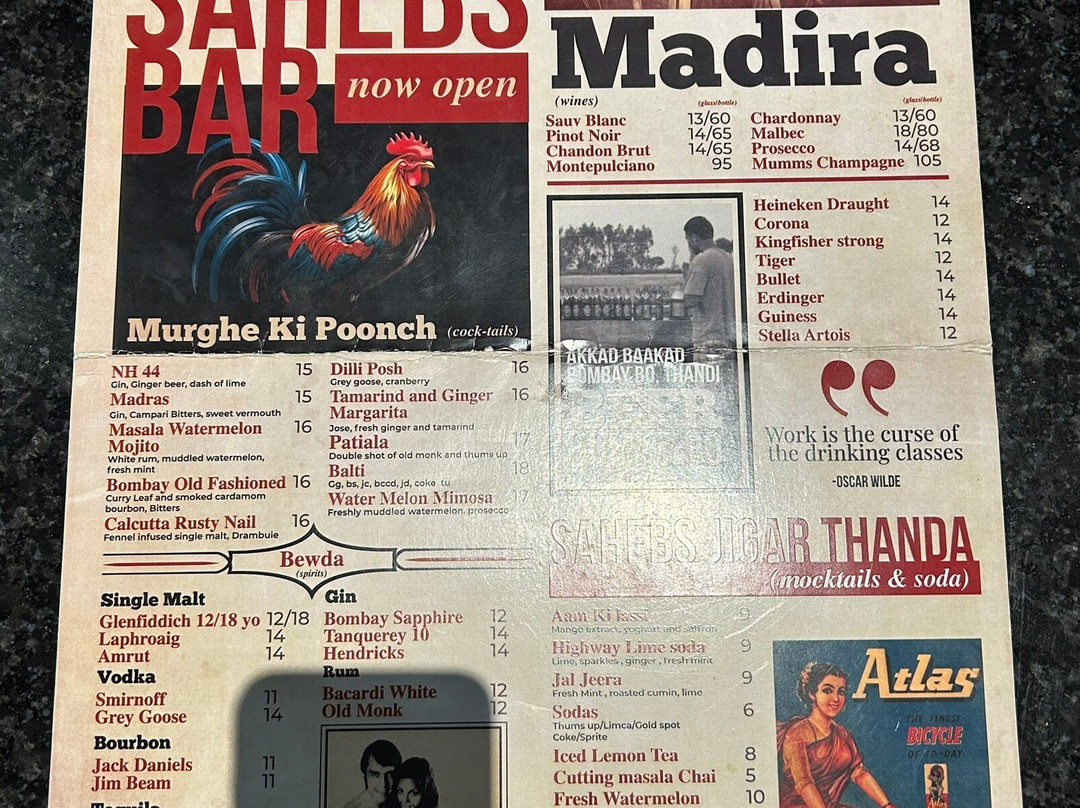 SAHEBS
BAR
now open
Murghe Ki Poonch (cock-tails)
NH 44 15
Gin, Ginger beer, dash of lime
Madras 15
Gin, Campari Bitters, sweet vermouth
Masala Watermelon 16
Mojito
White rum, muddled watermelon,
fresh mint
Bombay Old Fashioned 16
Curry Leaf and smoked cardamom
bourbon, Bitters
Calcutta Rusty Nail 16
Fennel infused single malt, Drambuie
Dilli Posh 16
Grey goose, cranberry
Tamarind and Ginger 16
Margarita
Jose, fresh ginger and tamarind
Patiala 17
Double shot of old monk and thums up
Balti 18
Gg, bs, jc, bccd, jd, coke tu
Water Melon Mimosa 17
Freshly muddled watermelon, prosecco
Bewda
(spirits)
Single Malt
Glenfiddich 12/18 yo 12/18
Laphroaig 14
Amrut 14
Vodka
Smirnoff 11
Grey Goose 14
Bourbon
Jack Daniels 11
Jim Beam 11
Tequila
Gin
Bombay Sapphire 12
Tanquerey 10 14
Hendricks 14
Rum
Bacardi White 12
Old Monk 12
Madira
(wines) (glass/bottle) (glass/bottle)
Sauv Blanc 13/60
Pinot Noir 14/65
Chandon Brut 14/65
Montepulciano 95
Chardonnay 13/60
Malbec 18/80
Prosecco 14/68
Mumms Champagne 105
AKKAD BAAKAD
BOMBAY BO, THANDI
Heineken Draught 14
Corona 12
Kingfisher strong 14
Tiger 12
Bullet 14
Erdinger 14
Guiness 14
Stella Artois 12
Work is the curse of
the drinking classes
-OSCAR WILDE
SAHEBS JIGAR THANDA
(mocktails & soda)
Aam Ki lassi 9
Mango extract, yoghurt and saffron
Highway Lime soda 9
Lime, sparkles, ginger, fresh mint
Jal Jeera 9
Fresh Mint, roasted cumin, lime
Sodas 6
Thums up/Limca/Gold spot
Coke/Sprite
Iced Lemon Tea 8
Cutting masala Chai 5
Fresh Watermelon 10
Atlas
THE FINEST
BICYCLE
OF TO-DAY
Atlas